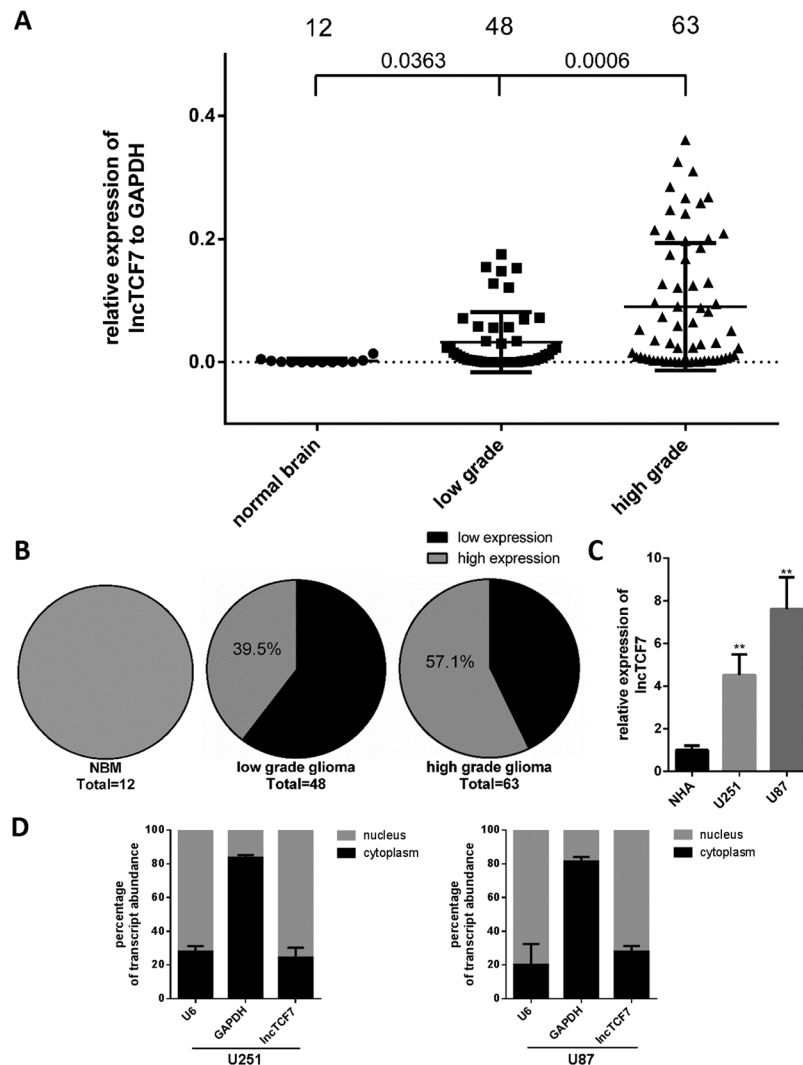 A
12 48 63
0.0363 0.0006
relative expression of
lncTCF7 to GAPDH
0.4
0.2
0.0
normal brain
low grade
high grade
B
low expression
high expression
39.5%
57.1%
NBM
Total=12
low grade glioma
Total=48
high grade glioma
Total=63
C
relative expression of
lncTCF7
10
8
6
4
2
0
**
**
NHA
U251
U87
D
percentage
of transcript abundance
100
80
60
40
20
0
nucleus
cytoplasm
U6
GAPDH
lncTCF7
U251
percentage
of transcript abundance
100
80
60
40
20
0
nucleus
cytoplasm
U6
GAPDH
lncTCF7
U87